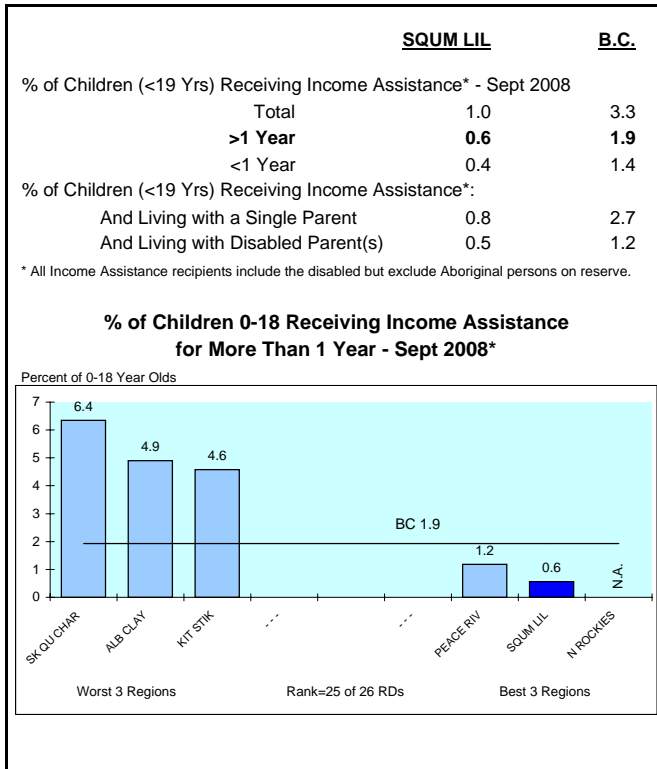 SQUM LIL B.C.
% of Children (<19 Yrs) Receiving Income Assistance* - Sept 2008
Total 1.0 3.3
>1 Year 0.6 1.9
<1 Year 0.4 1.4
% of Children (<19 Yrs) Receiving Income Assistance*:
And Living with a Single Parent 0.8 2.7
And Living with Disabled Parent(s) 0.5 1.2
* All Income Assistance recipients include the disabled but exclude Aboriginal persons on reserve.
% of Children 0-18 Receiving Income Assistance
for More Than 1 Year - Sept 2008*
Percent of 0-18 Year Olds
7
6
5
4
3
2
1
0
6.4
4.9
4.6
BC 1.9
1.2
0.6
N.A.
SK QU CHAR
ALB CLAY
KIT STIK
- - -
- - -
PEACE RIV
SQUM LIL
N ROCKIES
Worst 3 Regions Rank=25 of 26 RDs Best 3 Regions